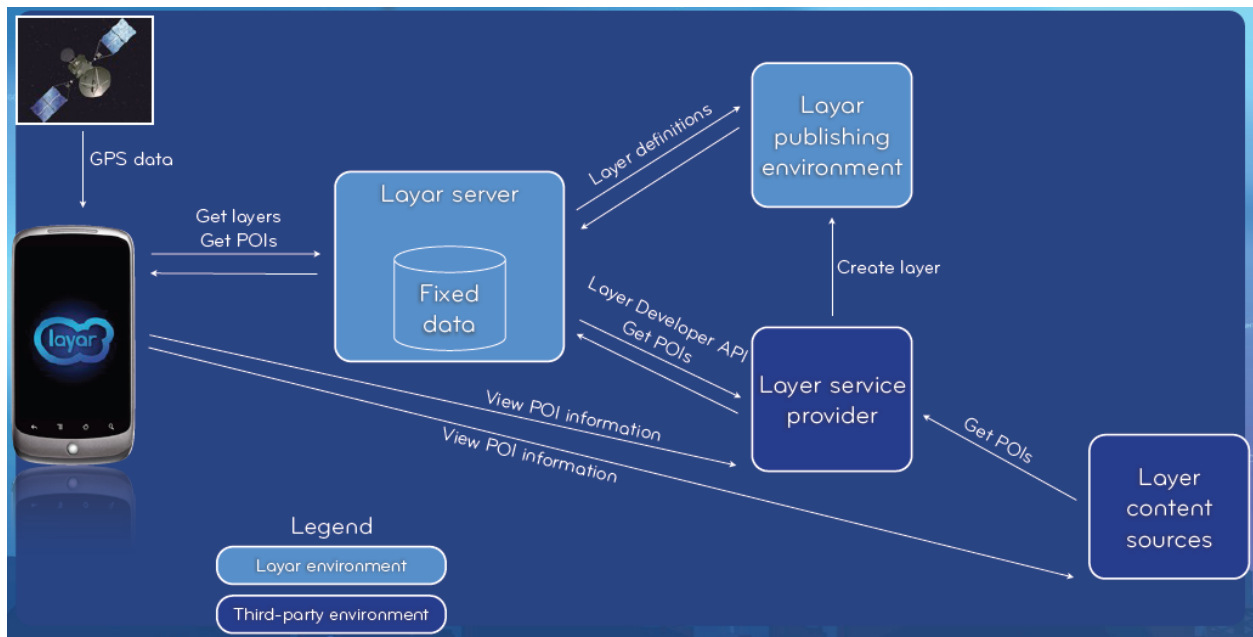 GPS data
layar
Get layers
Get POIs
Layar server
Fixed
data
Layer definitions
Layar
publishing
environment
Create layer
Layer Developer API
Get POIs
Layer service
provider
View POI information
View POI information
Get POIs
Layer
content
sources
Legend
Layar environment
Third-party environment